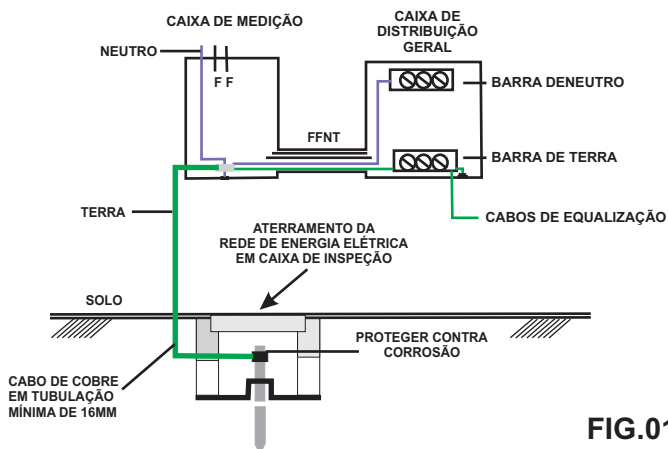 CAIXA DE MEDIÇÃO
CAIXA DE
DISTRIBUIÇÃO
GERAL
NEUTRO
F F
BARRA DENEUTRO
FFNT
BARRA DE TERRA
TERRA
CABOS DE EQUALIZAÇÃO
ATERRAMENTO DA
REDE DE ENERGIA ELÉTRICA
EM CAIXA DE INSPEÇÃO
SOLO
PROTEGER CONTRA
CORROSÃO
CABO DE COBRE
EM TUBULAÇÃO
MÍNIMA DE 16MM
FIG.01